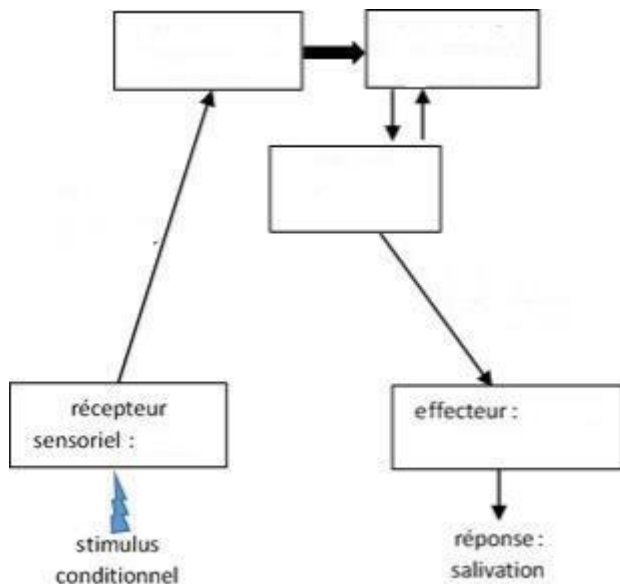 récepteur
sensoriel :
effecteur :
stimulus
conditionnel
réponse :
salivation